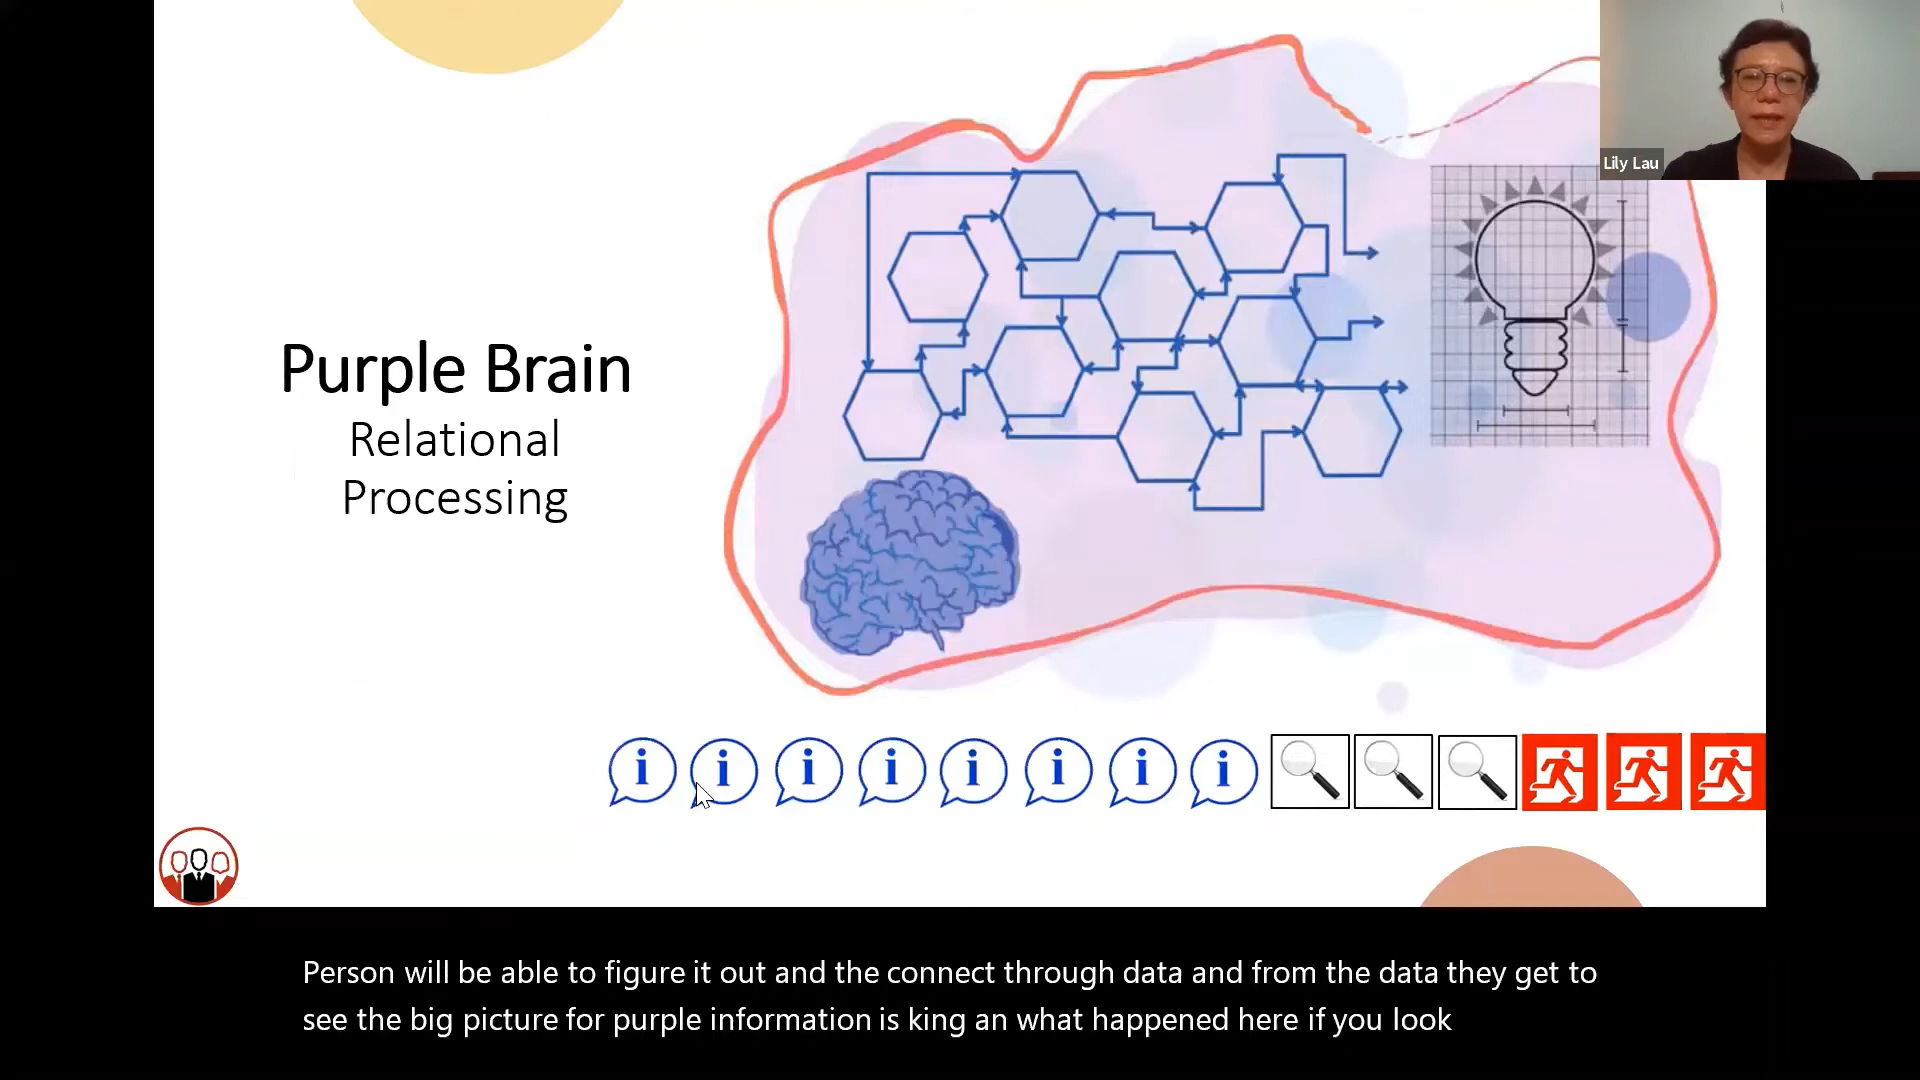 Lily Lau
Purple Brain
Relational
Processing
i i i i i i i i
Person will be able to figure it out and the connect through data and from the data they get to
see the big picture for purple information is king an what happened here if you look